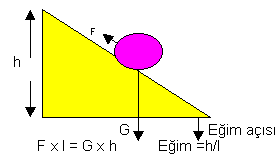 F
h
G
Eğim açısı
F x l = G x h
Eğim =h/l